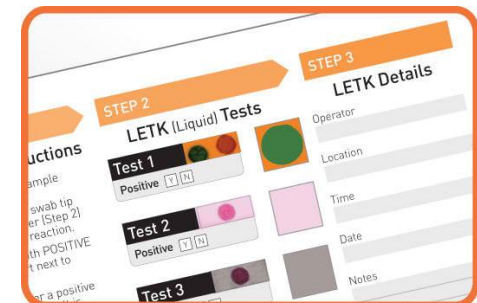 uctions
ample
swab tip
er [Step 2]
reaction.
th POSITIVE
t next to
or a positive
STEP 2
LETK (Liquid) Tests
Test 1
Positive Y N
Test 2
Positive Y N
Test 3
STEP 3
LETK Details
Operator
Location
Time
Date
Notes